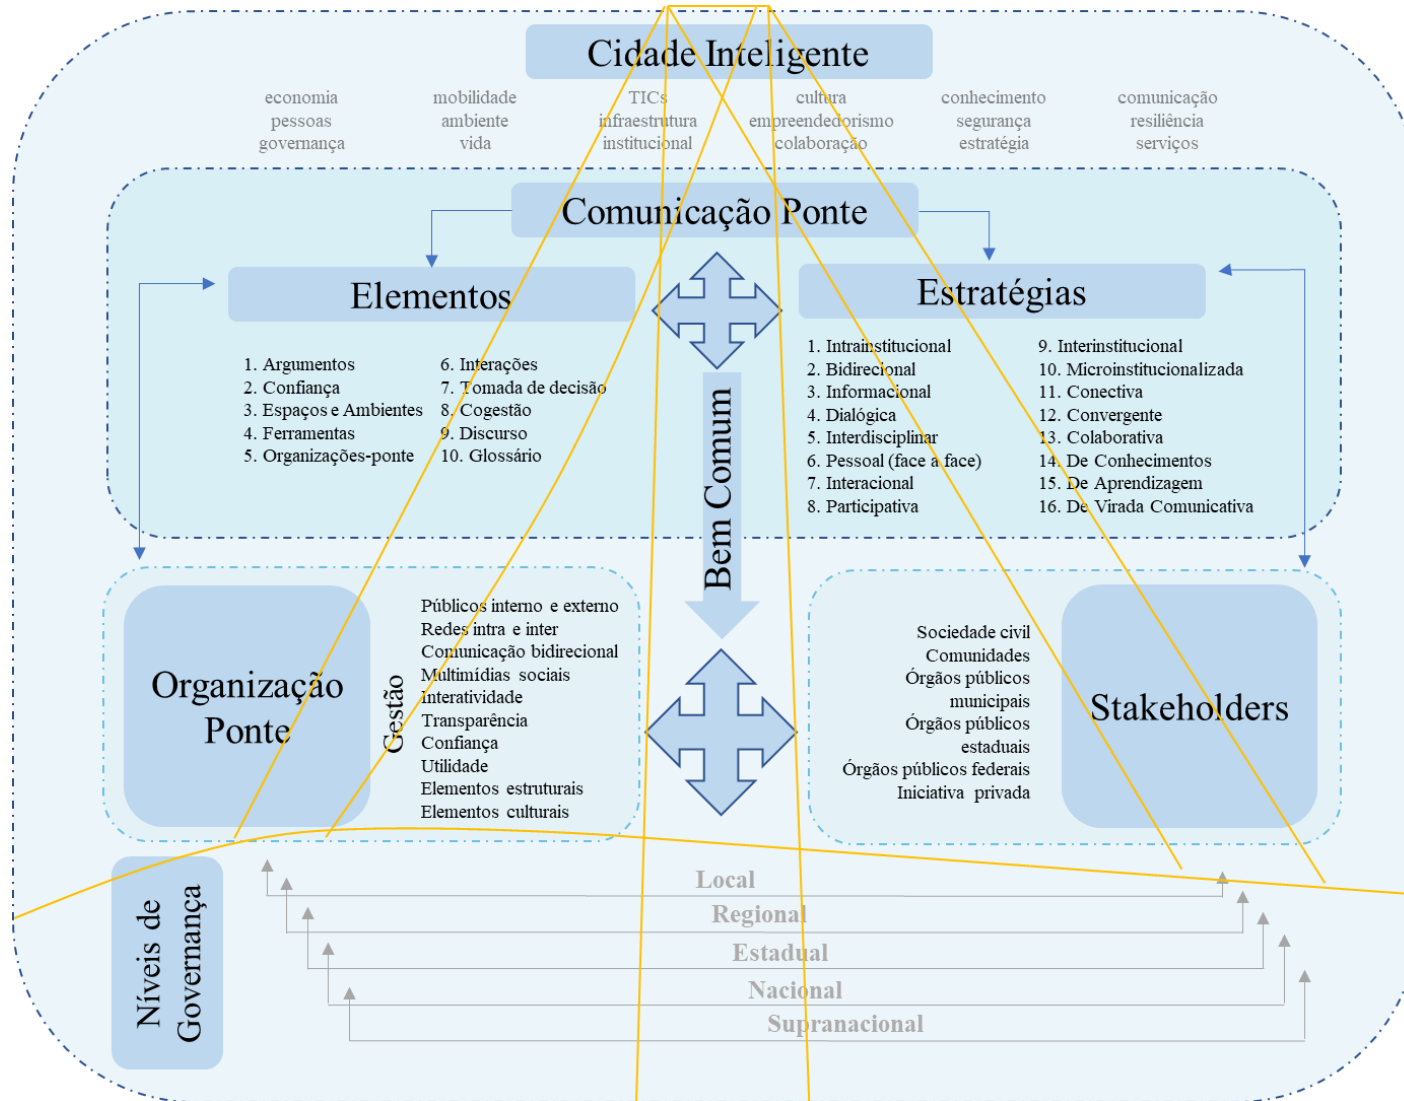 Cidade Inteligente
economia
pessoas
governança
mobilidade
ambiente
vida
TICs
infraestrutura
institucional
cultura
empreendedorismo
colaboração
conhecimento
segurança
estratégia
comunicação
resiliência
serviços
Comunicação Ponte
Elementos
1. Argumentos
2. Confiança
3. Espaços e Ambientes
4. Ferramentas
5. Organizações-ponte
6. Interações
7. Tomada de decisão
8. Cogestão
9. Discurso
10. Glossário
Estratégias
1. Intrainstitucional
2. Bidirecional
3. Informacional
4. Dialógica
5. Interdisciplinar
6. Pessoal (face a face)
7. Interacional
8. Participativa
9. Interinstitucional
10. Microinstitucionalizada
11. Conectiva
12. Convergente
13. Colaborativa
14. De Conhecimentos
15. De Aprendizagem
16. De Virada Comunicativa
Bem Comum
Organização
Ponte
Gestão
Públicos interno e externo
Redes intra e inter
Comunicação bidirecional
Multimídias sociais
Interatividade
Transparência
Confiança
Utilidade
Elementos estruturais
Elementos culturais
Sociedade civil
Comunidades
Órgãos públicos
municipais
Órgãos públicos
estaduais
Órgãos públicos federais
Iniciativa privada
Stakeholders
Níveis de
Governança
Local
Regional
Estadual
Nacional
Supranacional